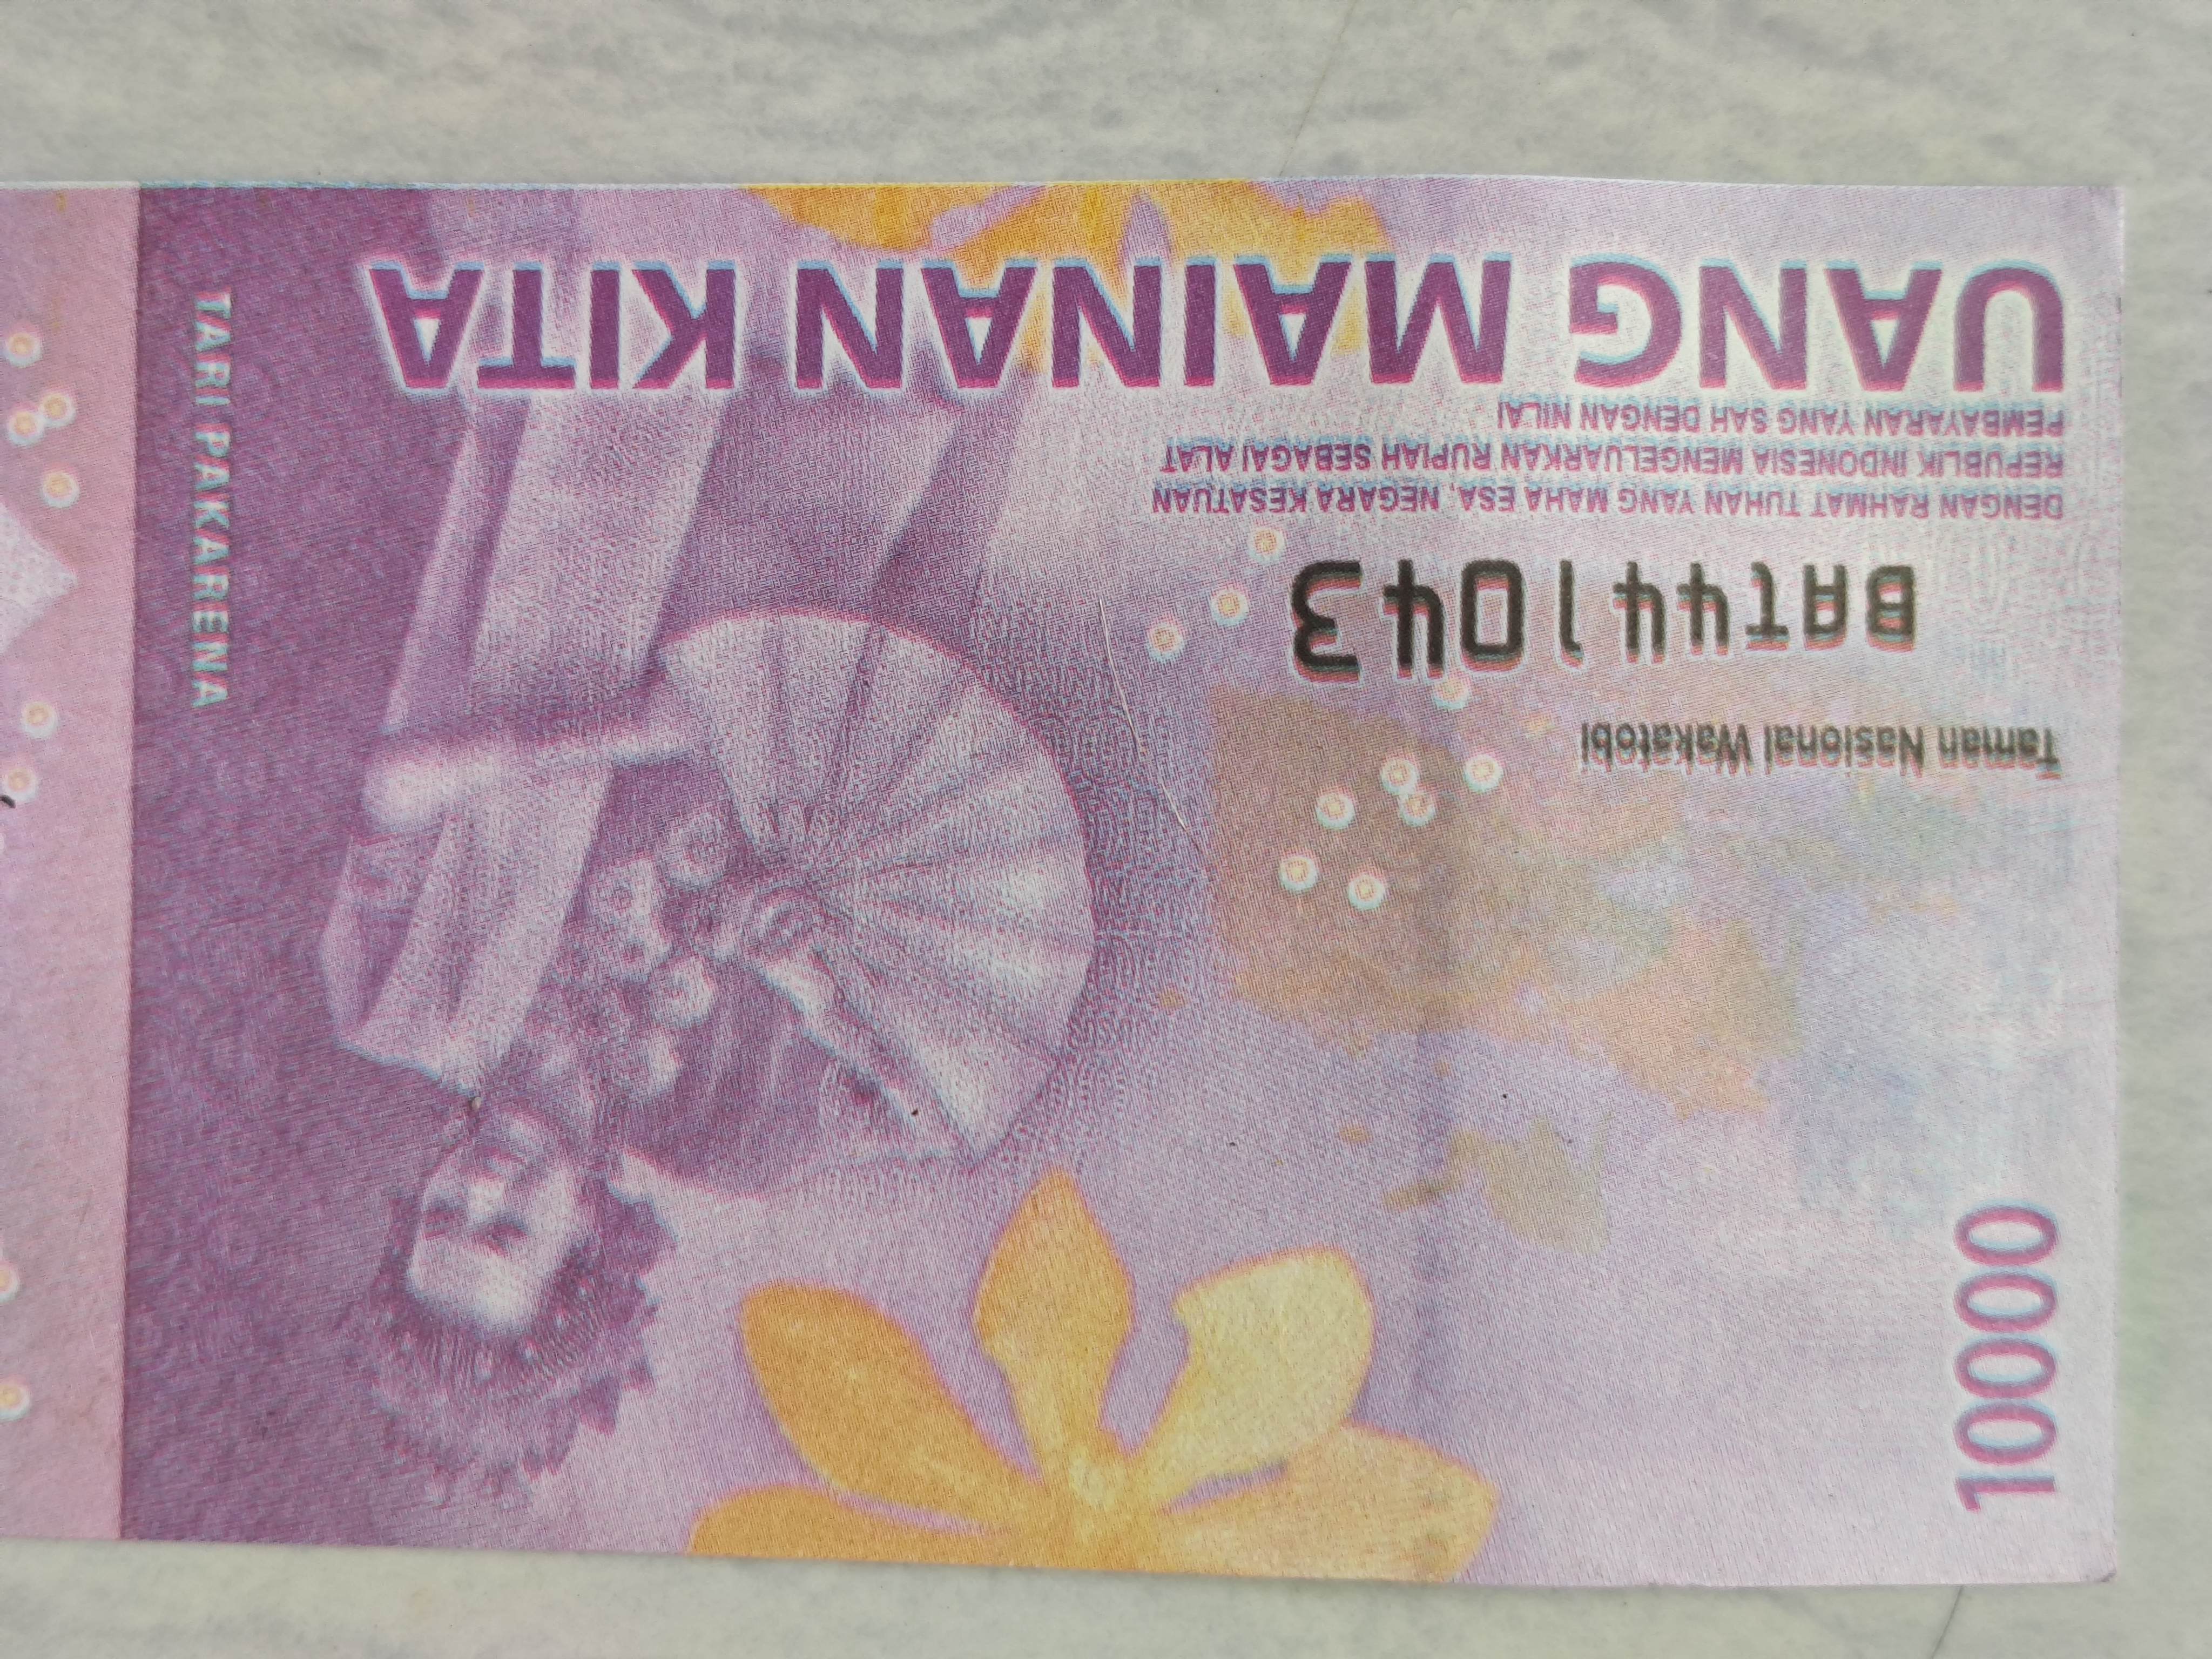 UANG MAINAN KITA
PEMBAYARAN YANG SAH DENGAN NILAI
REPUBLIK INDONESIA MENGELUARKAN RUPIAH SEBAGAI ALAT
DENGAN RAHMAT TUHAN YANG MAHA ESA, NEGARA KESATUAN
BAT441043
Taman Nasional Wakatobi
TARI PAKARENA
10000